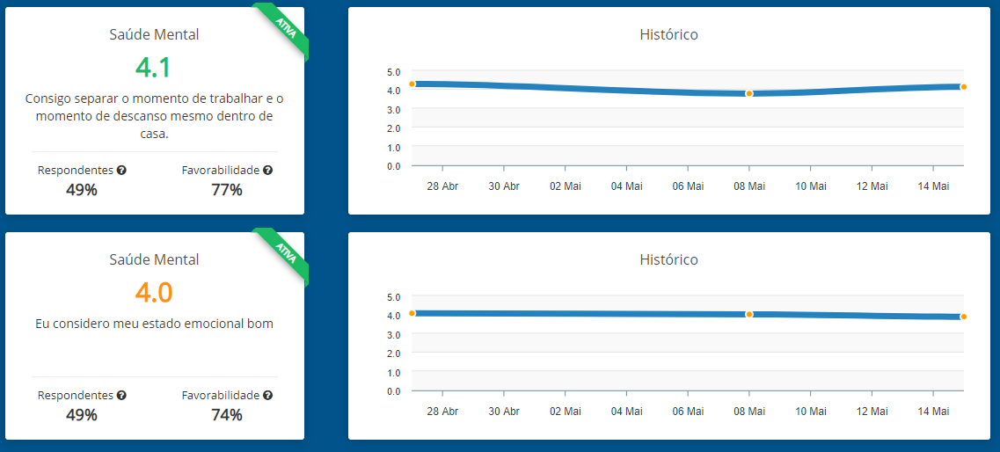 ATIVA
Saúde Mental
4.1
Consigo separar o momento de trabalhar e o
momento de descanso mesmo dentro de
casa.
Respondentes
Favorabilidade
49%
77%
Histórico
5.0
4.0
3.0
2.0
1.0
0.0
28 Abr
30 Abr
02 Mai
04 Mai
06 Mai
08 Mai
10 Mai
12 Mai
14 Mai
ATIVA
Saúde Mental
4.0
Eu considero meu estado emocional bom
Respondentes
Favorabilidade
49%
74%
Histórico
5.0
4.0
3.0
2.0
1.0
0.0
28 Abr
30 Abr
02 Mai
04 Mai
06 Mai
08 Mai
10 Mai
12 Mai
14 Mai